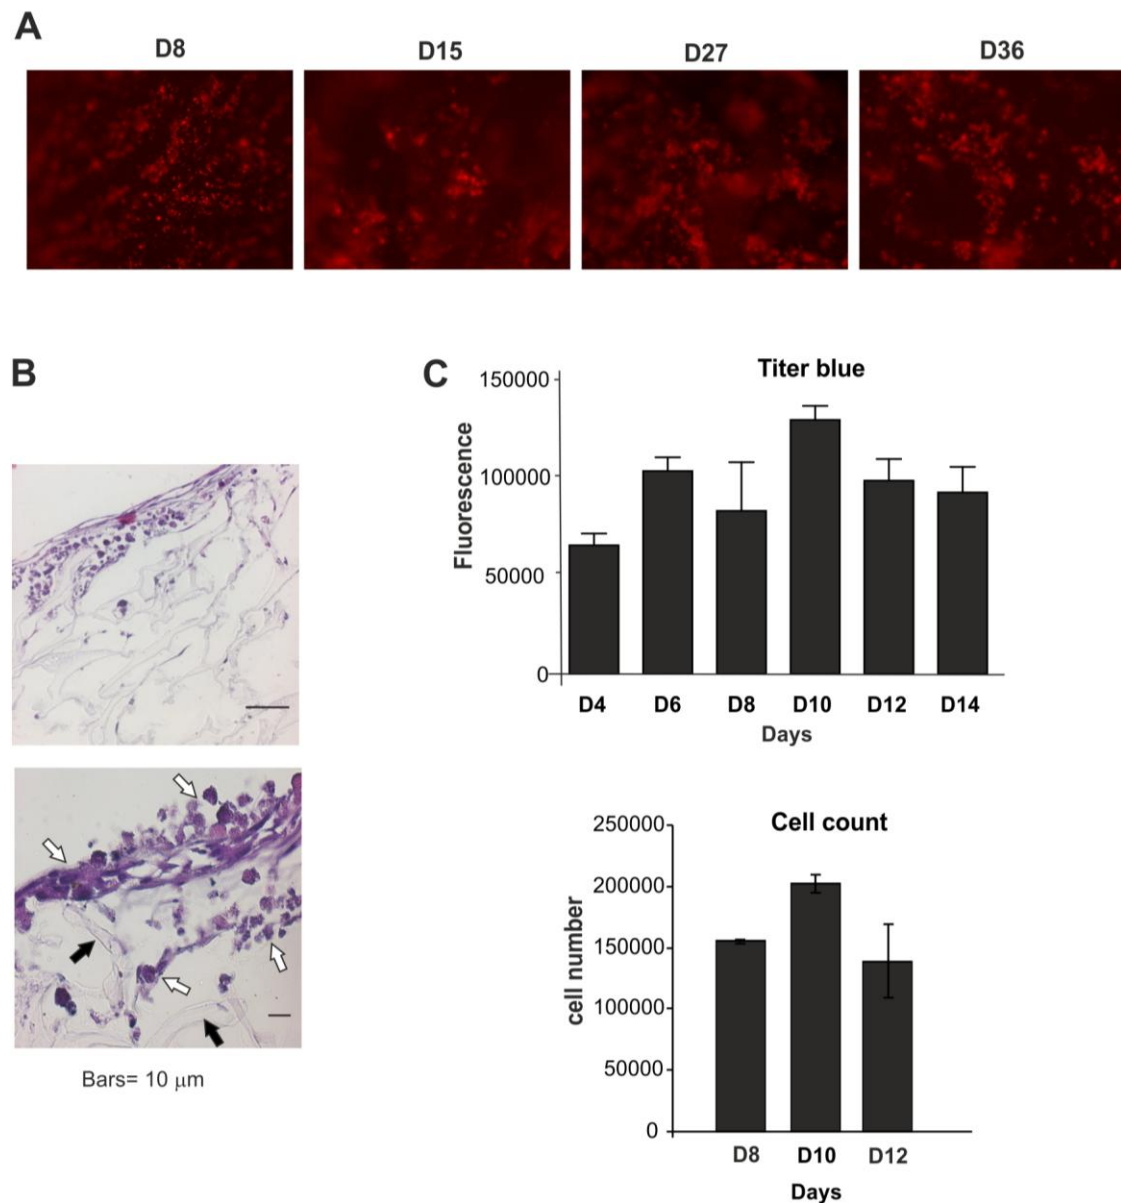 A
D8 D15 D27 D36
B
Bars= 10 μm
C
Titer blue
Fluorescence
150000
100000
50000
0
D4 D6 D8 D10 D12 D14
Days
Cell count
cell number
250000
200000
150000
100000
50000
0
D8 D10 D12
Days